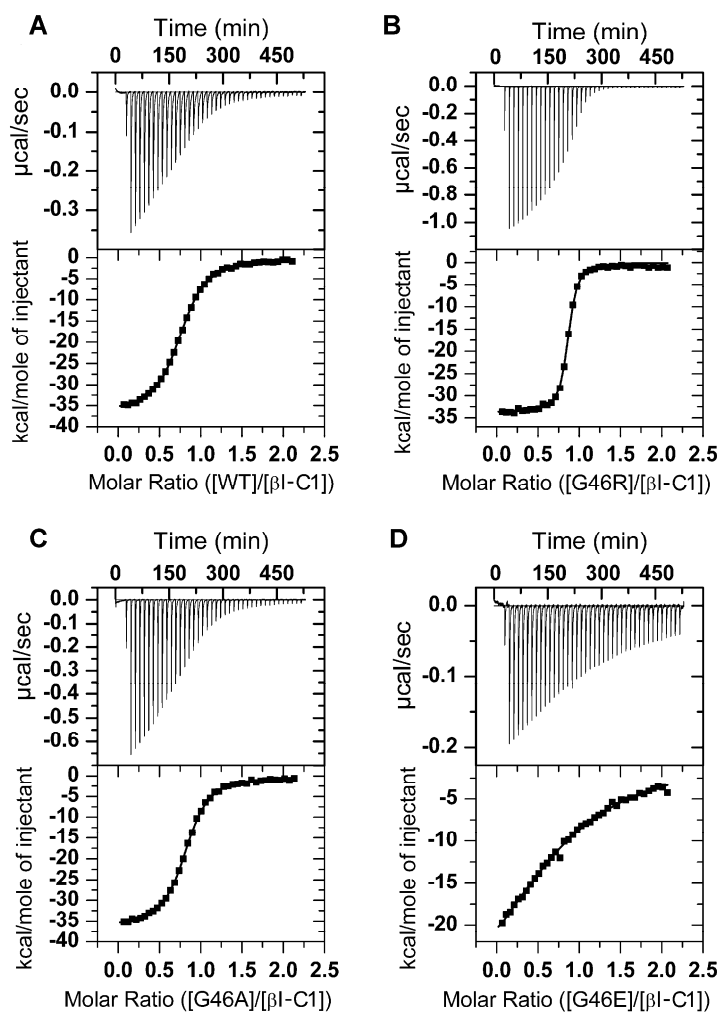 A
Time (min)
0 150 300 450
0.0
-0.1
-0.2
-0.3
µcal/sec
0
-5
-10
-15
-20
-25
-30
-35
-40
kcal/mole of injectant
0.0 0.5 1.0 1.5 2.0 2.5
Molar Ratio ([WT]/[βI-C1])
B
Time (min)
0 150 300 450
0.0
-0.2
-0.4
-0.6
-0.8
-1.0
µcal/sec
0
-5
-10
-15
-20
-25
-30
-35
kcal/mole of injectant
0.0 0.5 1.0 1.5 2.0 2.5
Molar Ratio ([G46R]/[βI-C1])
C
Time (min)
0 150 300 450
0.0
-0.1
-0.2
-0.3
-0.4
-0.5
-0.6
µcal/sec
0
-5
-10
-15
-20
-25
-30
-35
-40
kcal/mole of injectant
0.0 0.5 1.0 1.5 2.0 2.5
Molar Ratio ([G46A]/[βI-C1])
D
Time (min)
0 150 300 450
0.0
-0.1
-0.2
µcal/sec
-5
-10
-15
-20
kcal/mole of injectant
0.0 0.5 1.0 1.5 2.0 2.5
Molar Ratio ([G46E]/[βI-C1])